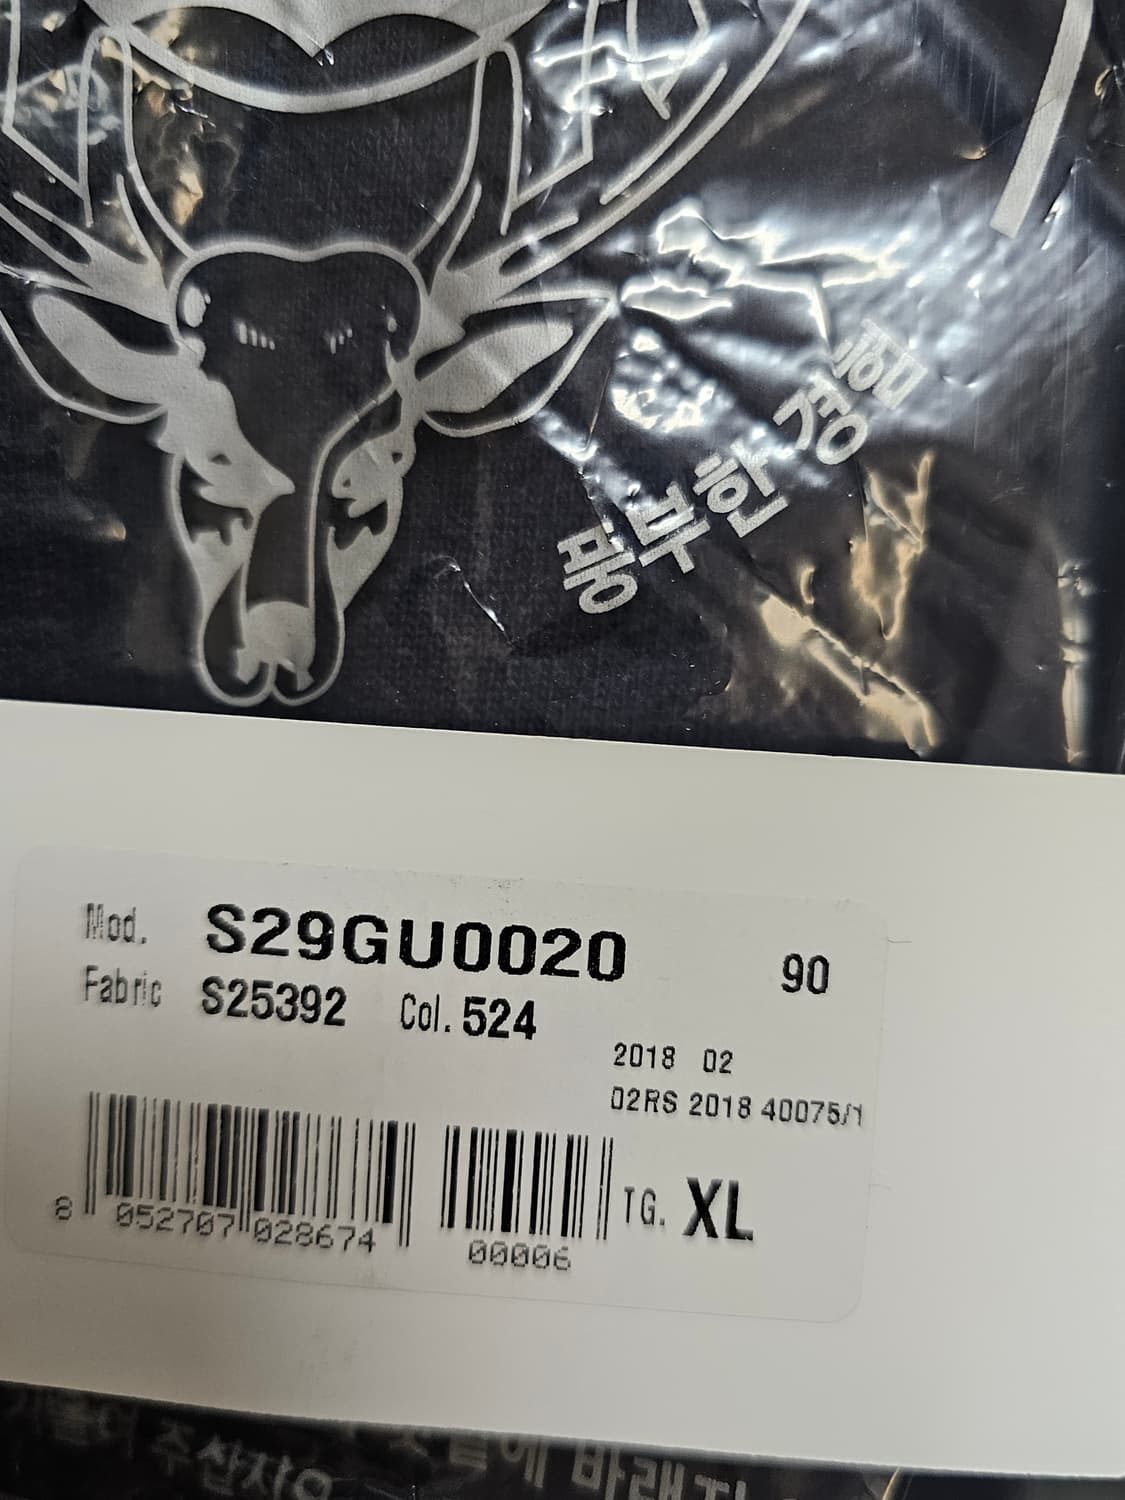 풍부한 경험
Mod. S29GU0020 90
Fabric S25392 Col. 524
2018 02
02RS 2018 40075/1
8 052707 028674 00006 TG. XL